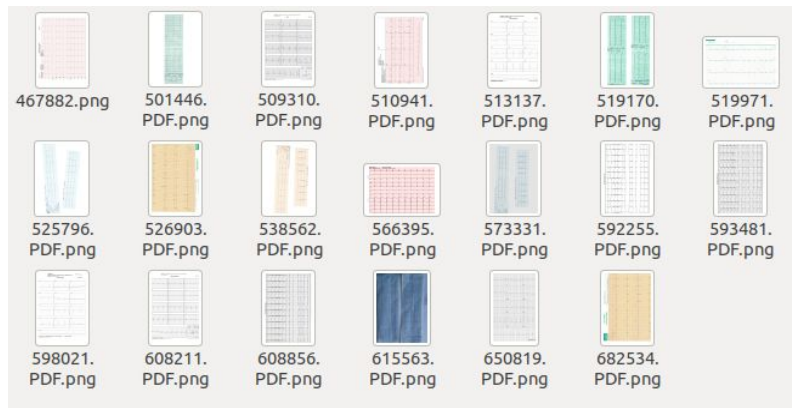 467882.png 501446. 509310. 510941. 513137. 519170. 519971.
PDF.png PDF.png PDF.png PDF.png PDF.png PDF.png
525796. 526903. 538562. 566395. 573331. 592255. 593481.
PDF.png PDF.png PDF.png PDF.png PDF.png PDF.png PDF.png
598021. 608211. 608856. 615563. 650819. 682534.
PDF.png PDF.png PDF.png PDF.png PDF.png PDF.png